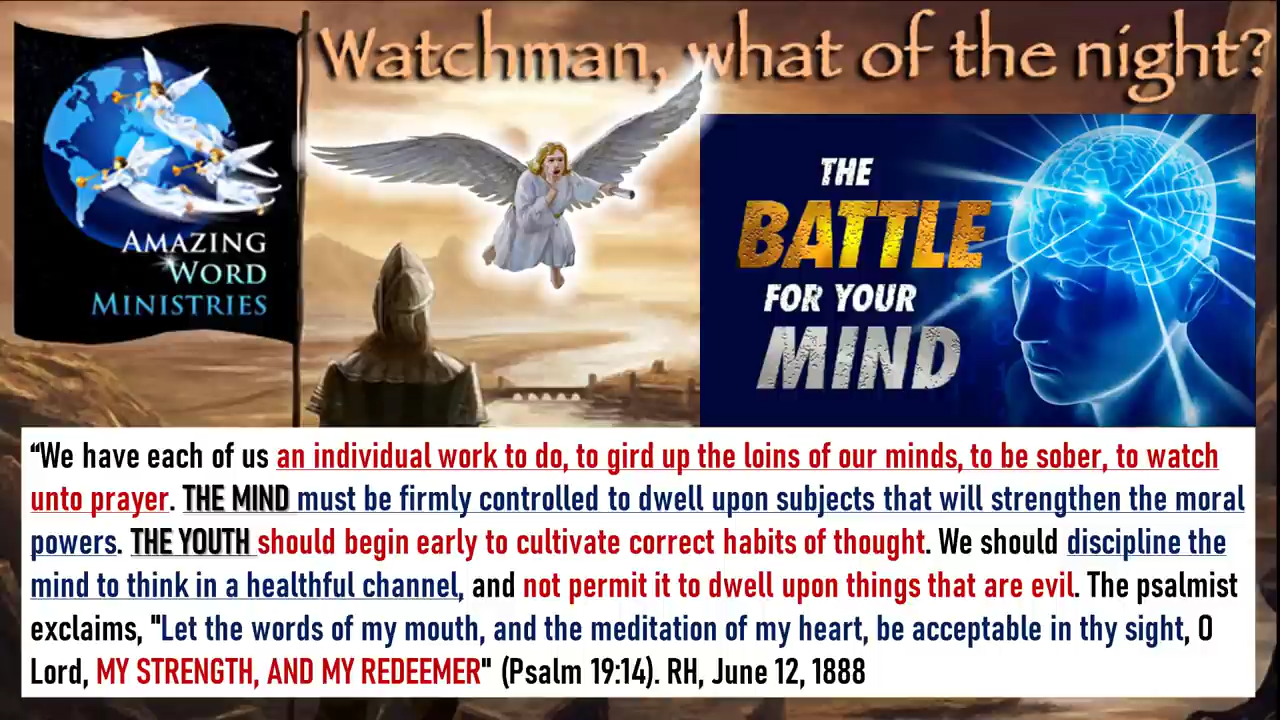 Watchman, what of the night?
AMAZING
WORD
MINISTRIES
THE
BATTLE
FOR YOUR
MIND
“We have each of us an individual work to do, to gird up the loins of our minds, to be sober, to watch
unto prayer. THE MIND must be firmly controlled to dwell upon subjects that will strengthen the moral
powers. THE YOUTH should begin early to cultivate correct habits of thought. We should discipline the
mind to think in a healthful channel, and not permit it to dwell upon things that are evil. The psalmist
exclaims, "Let the words of my mouth, and the meditation of my heart, be acceptable in thy sight, O
Lord, MY STRENGTH, AND MY REDEEMER" (Psalm 19:14). RH, June 12, 1888